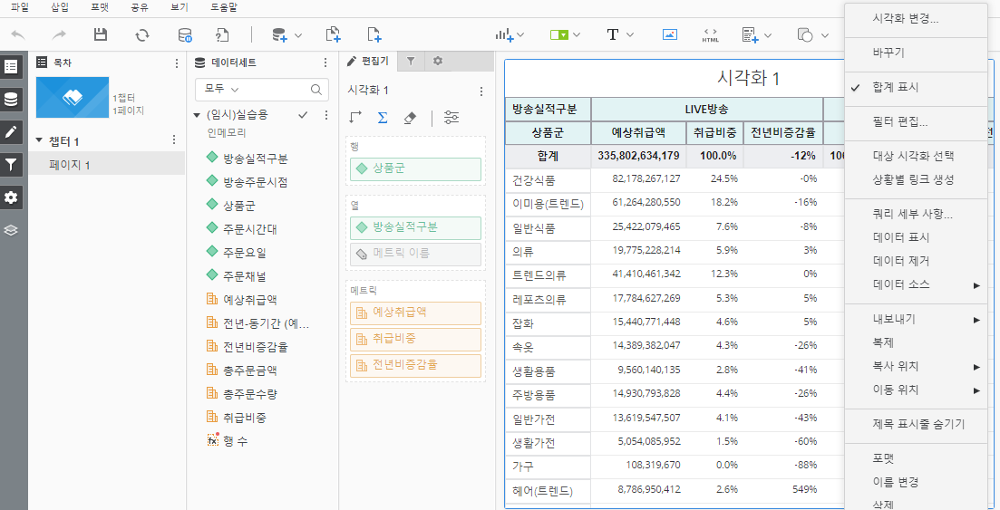 파일 삽입 포맷 공유 보기 도움말
HTML
목차
1챕터
1페이지
챕터 1
페이지 1
데이터세트
모두
(임시)실습용
인메모리
방송실적구분
방송주문시점
상품군
주문시간대
주문요일
주문채널
예상취급액
전년-동기간 (예...
전년비증감율
총주문금액
총주문수량
취급비중
fx 행 수
편집기
시각화 1
행
상품군
열
방송실적구분
메트릭 이름
메트릭
예상취급액
취급비중
전년비증감율
시각화 1
방송실적구분 LIVE방송
상품군 예상취급액 취급비중 전년비증감율
합계 335,802,634,179 100.0% -12%
건강식품 82,178,267,127 24.5% -0%
이미용(트렌드) 61,264,280,550 18.2% -16%
일반식품 25,422,079,465 7.6% -8%
의류 19,775,228,214 5.9% 3%
트렌드의류 41,410,461,342 12.3% 0%
레포츠의류 17,784,627,269 5.3% 5%
잡화 15,440,771,448 4.6% 5%
속옷 14,389,382,047 4.3% -26%
생활용품 9,560,140,135 2.8% -41%
주방용품 14,930,793,828 4.4% -26%
일반가전 13,619,547,507 4.1% -43%
생활가전 5,054,085,952 1.5% -60%
가구 108,319,670 0.0% -88%
헤어(트렌드) 8,786,950,412 2.6% 549%
시각화 변경...
바꾸기
합계 표시
필터 편집...
대상 시각화 선택
상황별 링크 생성
쿼리 세부 사항...
데이터 표시
데이터 제거
데이터 소스
내보내기
복제
복사 위치
이동 위치
제목 표시줄 숨기기
포맷
이름 변경
삭제